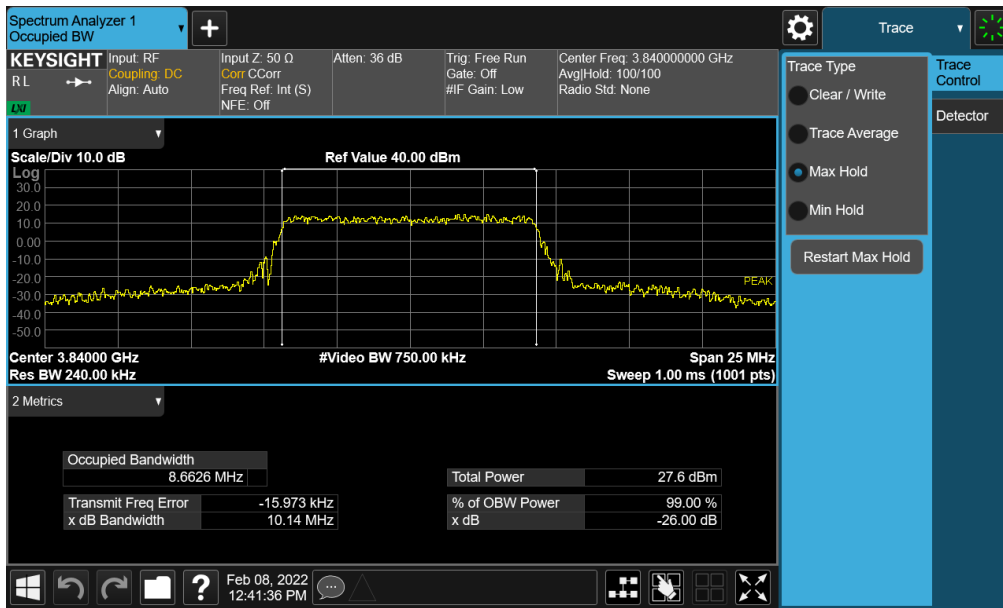 Spectrum Analyzer 1
Occupied BW
Trace
KEYSIGHT
Input: RF
Input Z: 50 Ω
Atten: 36 dB
Trig: Free Run
Center Freq: 3.840000000 GHz
R L
Coupling: DC
Corr CCorr
Gate: Off
Avg|Hold: 100/100
Align: Auto
Freq Ref: Int (S)
#IF Gain: Low
Radio Std: None
LXI
NFE: Off
1 Graph
Scale/Div 10.0 dB
Ref Value 40.00 dBm
Log
30.0
20.0
10.0
0.00
-10.0
-20.0
-30.0
-40.0
-50.0
PEAK
Center 3.84000 GHz
#Video BW 750.00 kHz
Span 25 MHz
Res BW 240.00 kHz
Sweep 1.00 ms (1001 pts)
2 Metrics
Occupied Bandwidth
8.6626 MHz
Total Power 27.6 dBm
Transmit Freq Error -15.973 kHz
% of OBW Power 99.00 %
x dB Bandwidth 10.14 MHz
x dB -26.00 dB
Trace Type
Clear / Write
Trace Average
Max Hold
Min Hold
Restart Max Hold
Trace
Control
Detector
?
Feb 08, 2022
12:41:36 PM